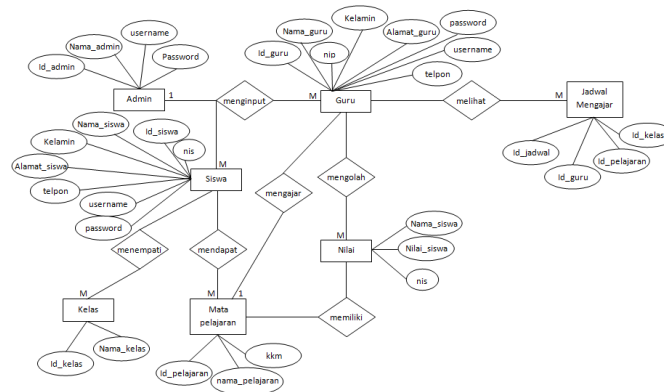 Kelamin
username
Nama_guru
Alamat_guru
password
Nama_admin
username
Id_guru
nip
Id_admin
Password
telpon
Admin
1
menginput
M
Guru
melihat
M
Jadwal
Mengajar
Nama_siswa
Id_siswa
Kelamin
nis
Id_kelas
Id_jadwal
Id_pelajaran
Alamat_siswa
M
Id_guru
telpon
Siswa
mengajar
mengolah
username
password
Nama_siswa
menempati
mendapat
M
Nilai
Nilai_siswa
nis
M
Kelas
M
1
Mata
pelajaran
memiliki
Id_kelas
Nama_kelas
Id_pelajaran
kkm
nama_pelajaran